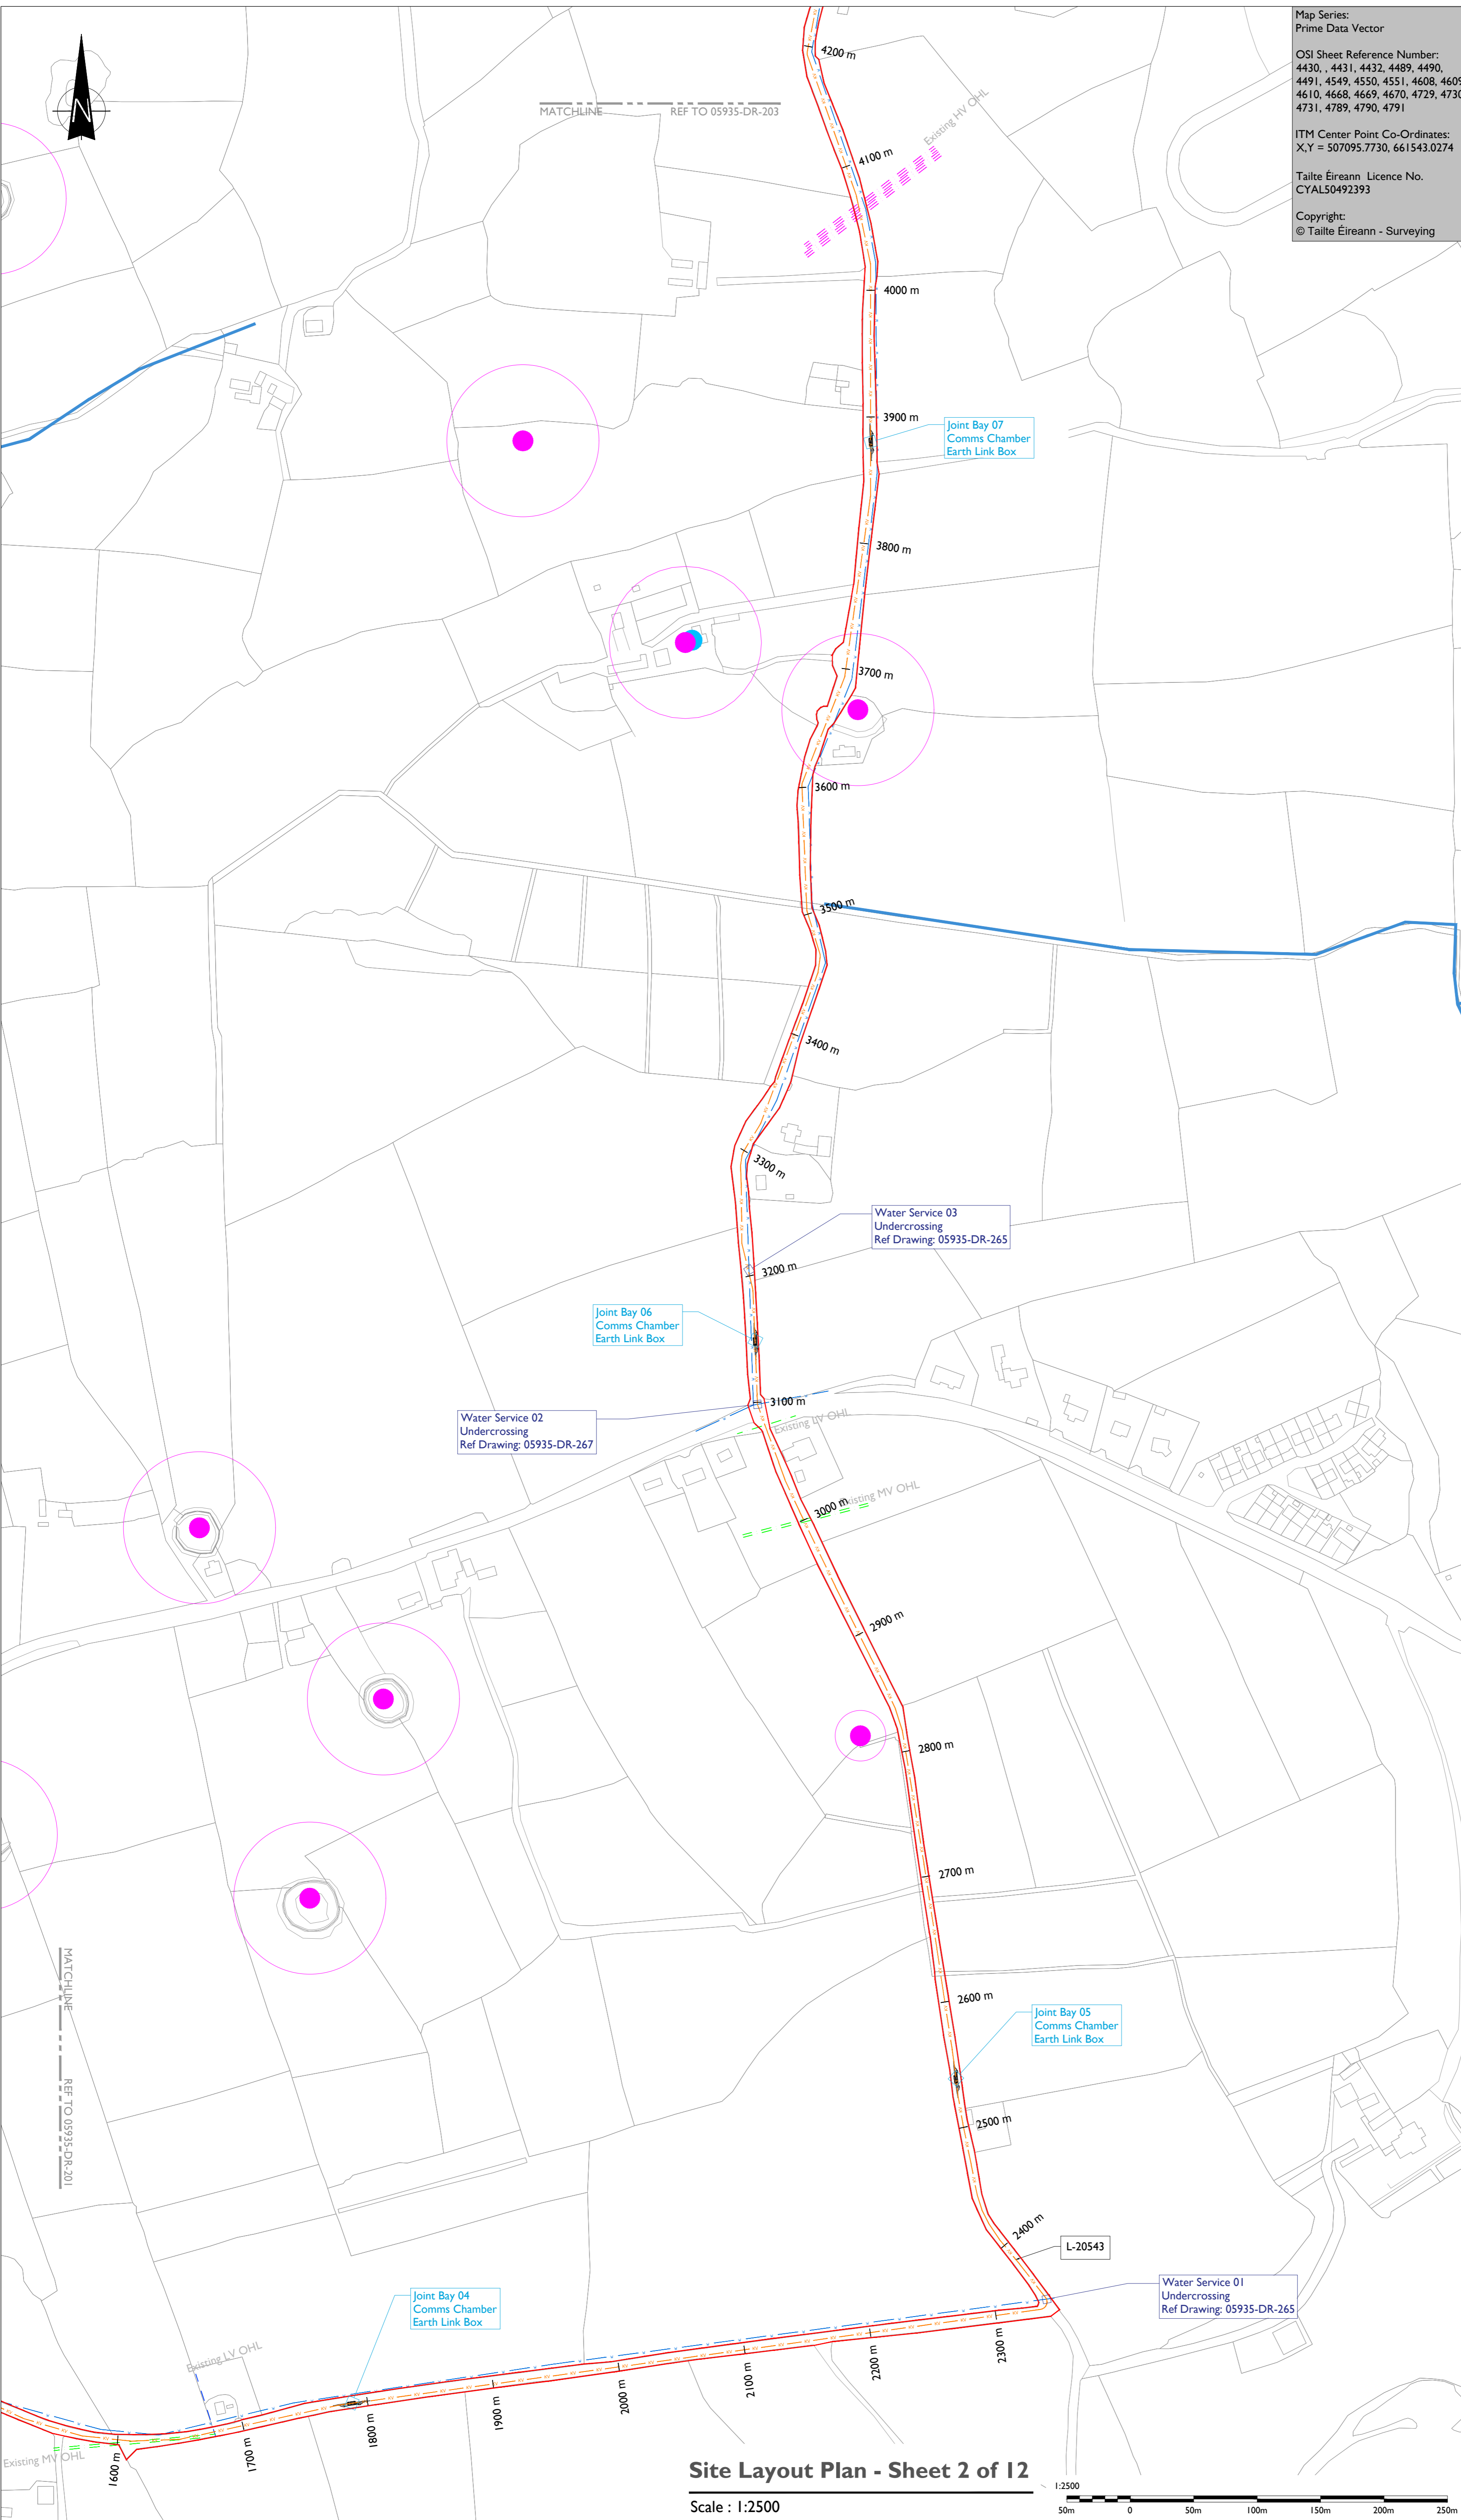 Map Series:
Prime Data Vector
OSI Sheet Reference Number:
4430, , 4431, 4432, 4489, 4490,
4491, 4549, 4550, 4551, 4608, 4609
4610, 4668, 4669, 4670, 4729, 4730
4731, 4789, 4790, 4791
ITM Center Point Co-Ordinates:
X,Y = 507095.7730, 661543.0274
Tailte Éireann Licence No.
CYAL50492393
Copyright:
© Tailte Éireann - Surveying
N
4200 m
MATCHLINE REF TO 05935-DR-203
Existing HV OHL
4100 m
4000 m
3900 m
Joint Bay 07
Comms Chamber
Earth Link Box
3800 m
3700 m
3600 m
3500 m
3400 m
3300 m
Water Service 03
Undercrossing
Ref Drawing: 05935-DR-265
3200 m
Joint Bay 06
Comms Chamber
Earth Link Box
3100 m
Water Service 02
Undercrossing
Ref Drawing: 05935-DR-267
Existing LV OHL
3000 m
Existing MV OHL
2900 m
2800 m
2700 m
MATCHLINE REF TO 05935-DR-201
2600 m
Joint Bay 05
Comms Chamber
Earth Link Box
2500 m
2400 m
L-20543
Water Service 01
Undercrossing
Ref Drawing: 05935-DR-265
Joint Bay 04
Comms Chamber
Earth Link Box
Existing LV OHL
2300 m
2200 m
2100 m
2000 m
1900 m
1800 m
1700 m
1600 m
Existing MV OHL
Site Layout Plan - Sheet 2 of 12
Scale : 1:2500
1:2500
50m 0 50m 100m 150m 200m 250m